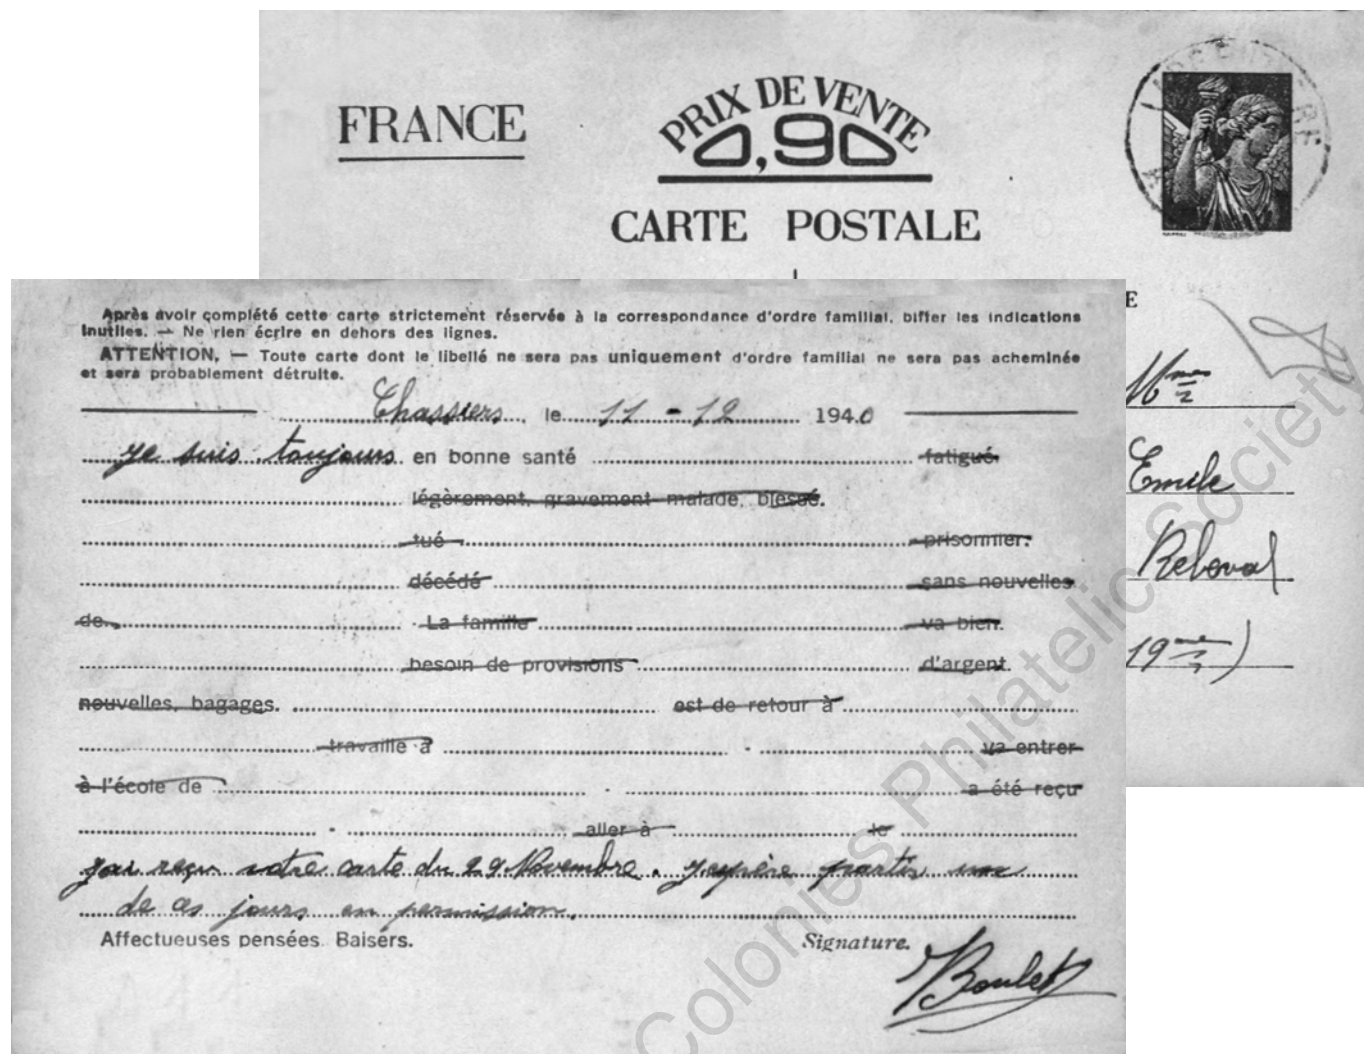 FRANCE
PRIX DE VENTE
0,90
CARTE POSTALE
E
Mme
Emile
Reboval
19me)
Après avoir complété cette carte strictement réservée à la correspondance d'ordre familial, biffer les indications
inutiles. — Ne rien écrire en dehors des lignes.
ATTENTION. — Toute carte dont le libellé ne sera pas uniquement d'ordre familial ne sera pas acheminée
et sera probablement détruite.
Chassiers, le 11 - 12 1940
je suis toujours en bonne santé fatigué.
légèrement, gravement malade, blessé.
tué prisonnier.
décédé sans nouvelles
de La famille va bien.
besoin de provisions d'argent.
nouvelles, bagages. est de retour à
travaille à va entrer
à l'école de a été reçu
aller à le
jai reçu votre carte du 29 Novembre. J'espère partir une
de ces jours en permission.
Affectueuses pensées. Baisers. Signature.
Boulet
Colonies Philatelic Society